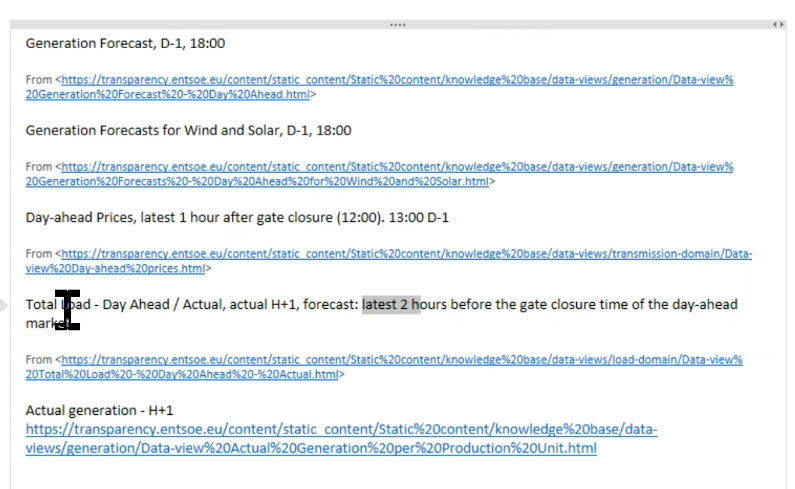 Generation Forecast, D-1, 18:00
From <https://transparency.entsoe.eu/content/static_content/Static%20content/knowledge%20base/data-views/generation/Data-view%
20Generation%20Forecast%20-%20Day%20Ahead.html>
Generation Forecasts for Wind and Solar, D-1, 18:00
From <https://transparency.entsoe.eu/content/static_content/Static%20content/knowledge%20base/data-views/generation/Data-view%
20Generation%20Forecasts%20-%20Day%20Ahead%20for%20Wind%20and%20Solar.html>
Day-ahead Prices, latest 1 hour after gate closure (12:00). 13:00 D-1
From <https://transparency.entsoe.eu/content/static_content/Static%20content/knowledge%20base/data-views/transmission-domain/Data-
view%20Day-ahead%20prices.html>
Total Load - Day Ahead / Actual, actual H+1, forecast: latest 2 hours before the gate closure time of the day-ahead
market
From <https://transparency.entsoe.eu/content/static_content/Static%20content/knowledge%20base/data-views/load-domain/Data-view%
20Total%20Load%20-%20Day%20Ahead%20-%20Actual.html>
Actual generation - H+1
https://transparency.entsoe.eu/content/static_content/Static%20content/knowledge%20base/data-
views/generation/Data-view%20Actual%20Generation%20per%20Production%20Unit.html